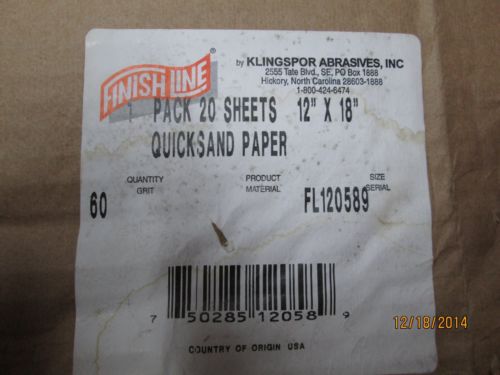 FINISH LINE®
by KLINGSPOR ABRASIVES, INC
2555 Tate Blvd., SE, PO Box 1888
Hickory, North Carolina 28603-1888
1-800-424-6474
1 PACK 20 SHEETS 12" X 18"
QUICKSAND PAPER
QUANTITY PRODUCT SIZE
GRIT MATERIAL SERIAL
60 FL120589
7 50285 12058 9
COUNTRY OF ORIGIN USA
12/18/2014